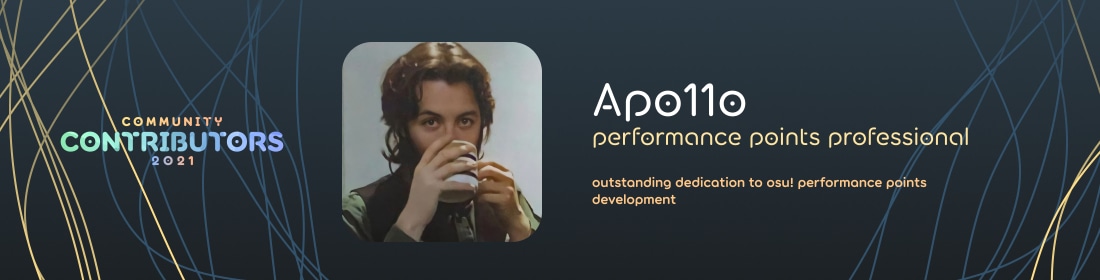 COMMUNITY
CONTRIBUTORS
2021
Apo11o
performance points professional
outstanding dedication to osu! performance points
development